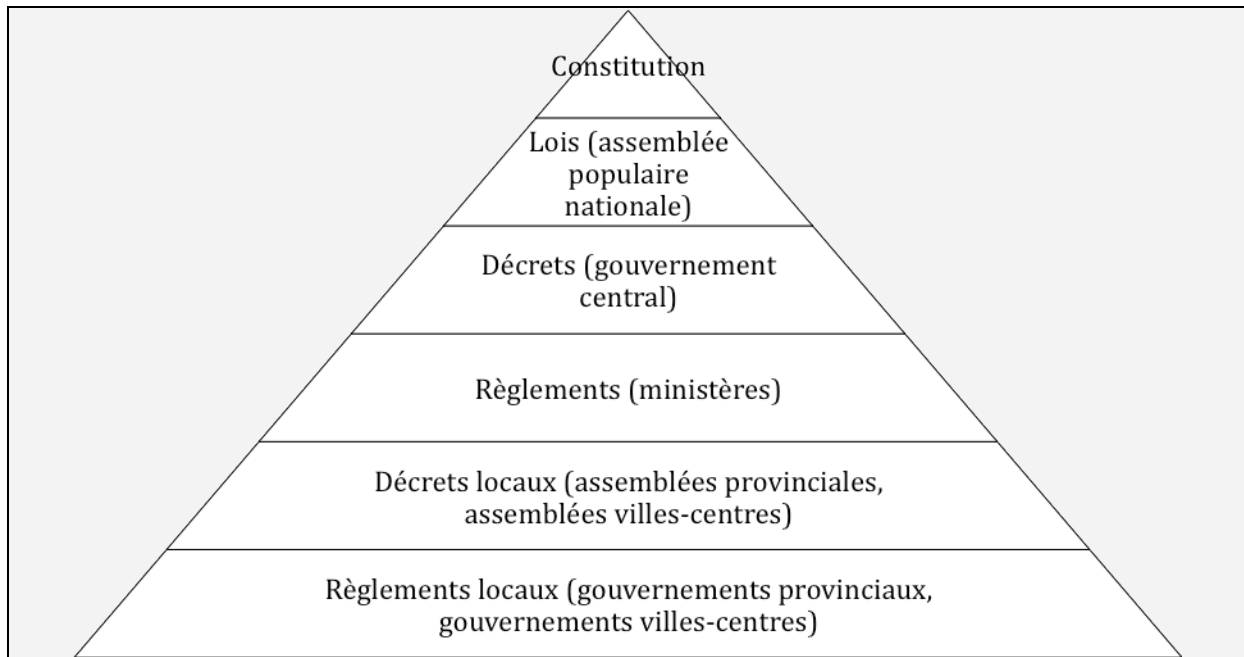 Constitution
Lois (assemblée
populaire
nationale)
Décrets (gouvernement
central)
Règlements (ministères)
Décrets locaux (assemblées provinciales,
assemblées villes-centres)
Règlements locaux (gouvernements provinciaux,
gouvernements villes-centres)